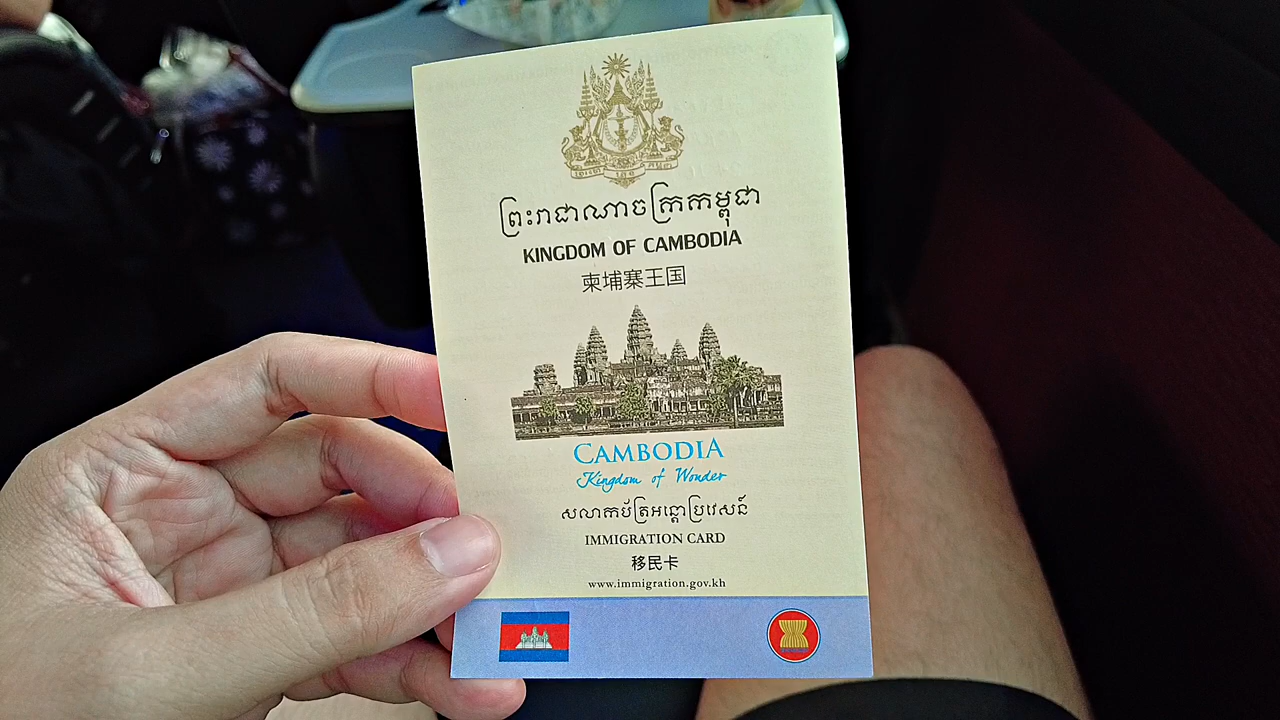 ព្រះរាជាណាចក្រកម្ពុជា
KINGDOM OF CAMBODIA
柬埔寨王国
CAMBODIA
Kingdom of Wonder
សលាកប័ត្រអន្តោប្រវេសន៍
IMMIGRATION CARD
移民卡
www.immigration.gov.kh